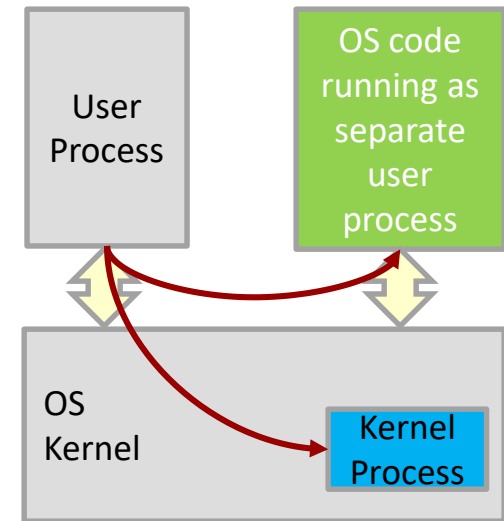 User
Process
OS code
running as
separate
user
process
OS
Kernel
Kernel
Process